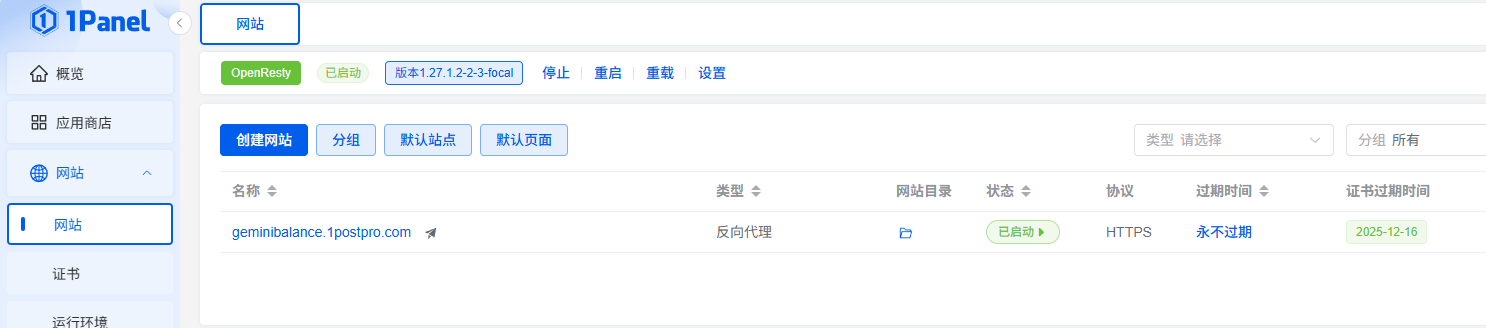 1Panel
网站
概览
OpenResty 已启动 版本1.27.1.2-2-3-focal 停止 重启 重载 设置
应用商店
创建网站 分组 默认站点 默认页面 类型 请选择 分组 所有
网站
名称 类型 网站目录 状态 协议 过期时间 证书过期时间
网站
geminibalance.1postpro.com 反向代理 已启动 HTTPS 永不过期 2025-12-16
证书
运行环境